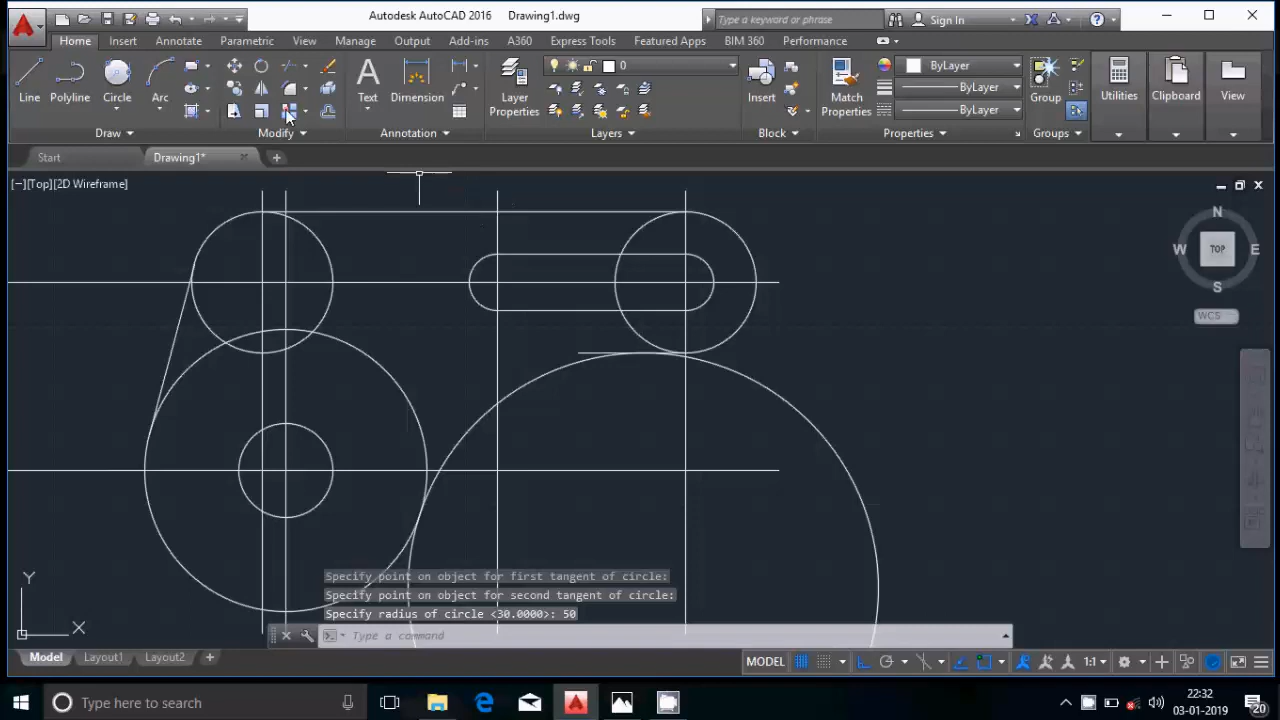 Autodesk AutoCAD 2016 Drawing1.dwg
Type a keyword or phrase
Sign In
Home Insert Annotate Parametric View Manage Output Add-ins A360 Express Tools Featured Apps BIM 360 Performance
Line Polyline Circle Arc
Draw
Modify
Text Dimension
Annotation
Layer Properties
0
Layers
Insert
Block
Match Properties
ByLayer
ByLayer
ByLayer
Properties
Group
Groups
Utilities
Clipboard
View
Start Drawing1*
[−][Top][2D Wireframe]
N
W TOP E
S
WCS
Y
X
Specify point on object for first tangent of circle:
Specify point on object for second tangent of circle:
Specify radius of circle <30.0000>: 50
Type a command
Model Layout1 Layout2
MODEL
1:1
Type here to search
22:32
03-01-2019
20